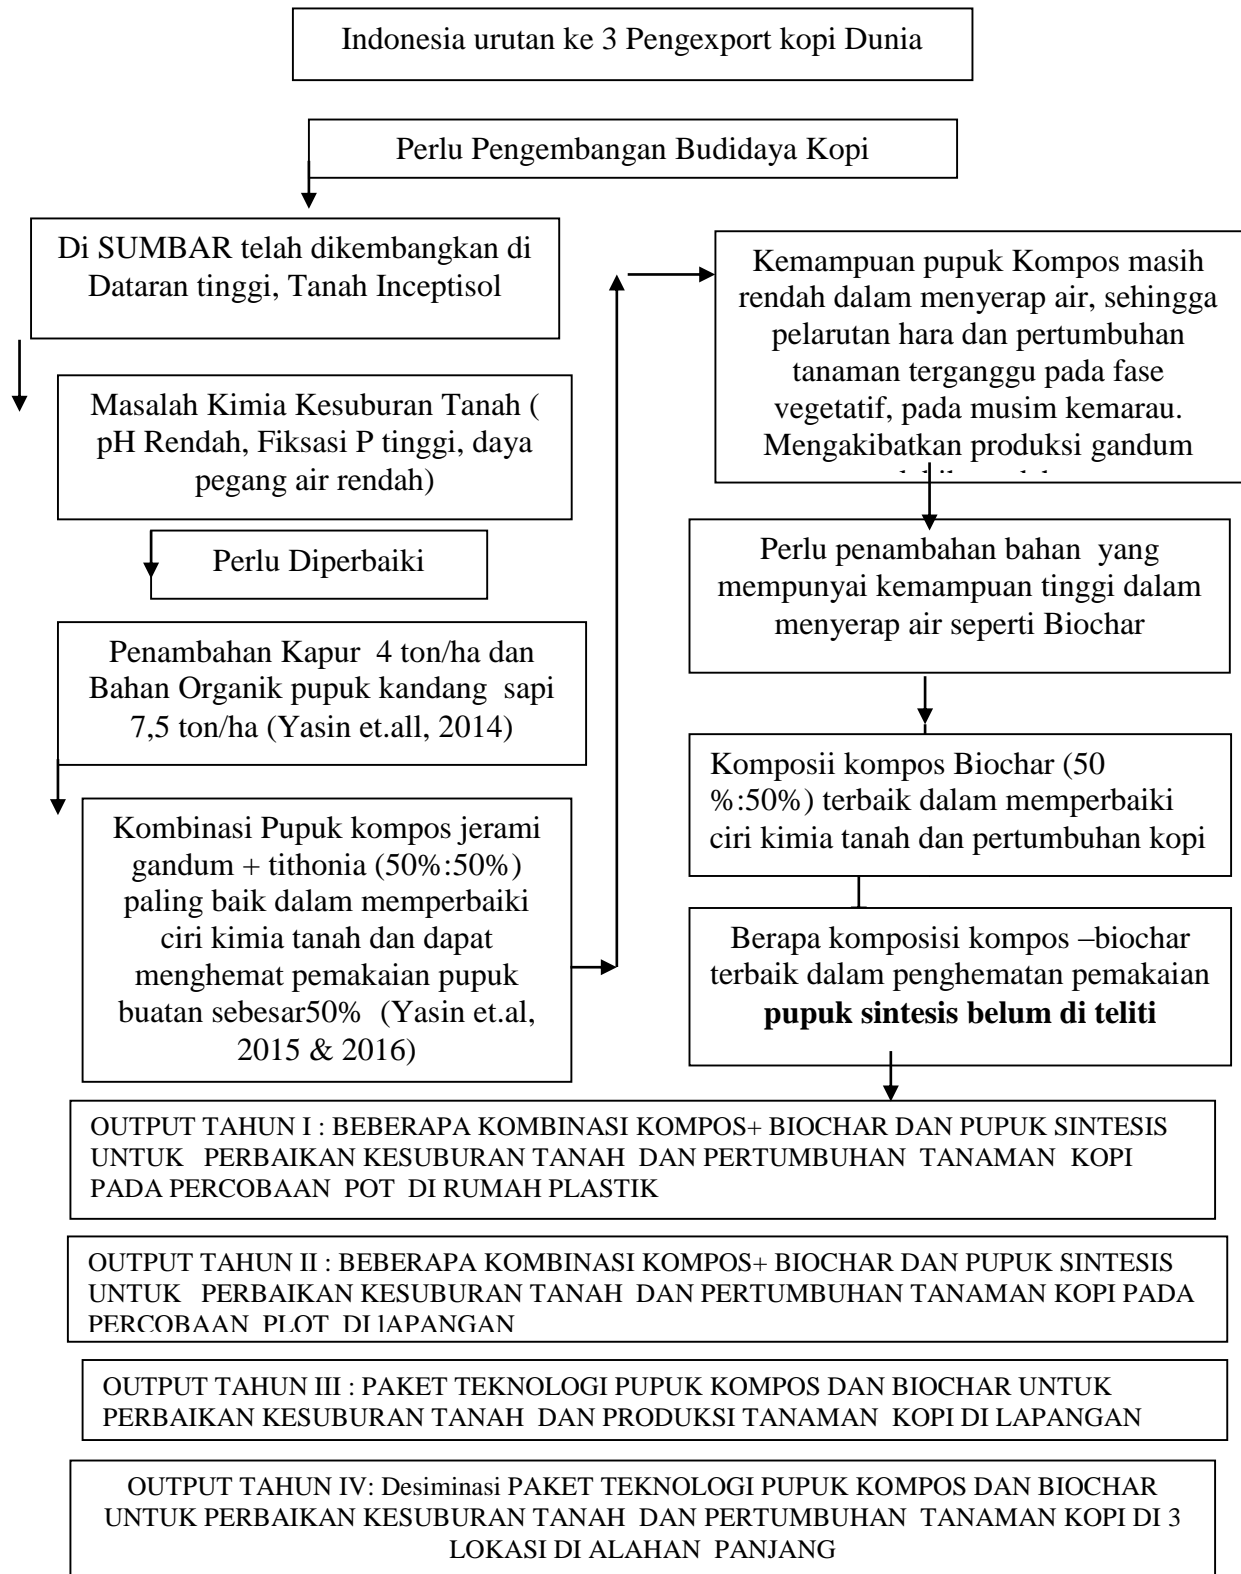 Indonesia urutan ke 3 Pengexport kopi Dunia
Perlu Pengembangan Budidaya Kopi
Di SUMBAR telah dikembangkan di
Dataran tinggi, Tanah Inceptisol
Masalah Kimia Kesuburan Tanah (
pH Rendah, Fiksasi P tinggi, daya
pegang air rendah)
Perlu Diperbaiki
Penambahan Kapur 4 ton/ha dan
Bahan Organik pupuk kandang sapi
7,5 ton/ha (Yasin et.all, 2014)
Kombinasi Pupuk kompos jerami
gandum + tithonia (50%:50%)
paling baik dalam memperbaiki
ciri kimia tanah dan dapat
menghemat pemakaian pupuk
buatan sebesar50% (Yasin et.al,
2015 & 2016)
Kemampuan pupuk Kompos masih
rendah dalam menyerap air, sehingga
pelarutan hara dan pertumbuhan
tanaman terganggu pada fase
vegetatif, pada musim kemarau.
Mengakibatkan produksi gandum
Perlu penambahan bahan yang
mempunyai kemampuan tinggi dalam
menyerap air seperti Biochar
Komposii kompos Biochar (50
%:50%) terbaik dalam memperbaiki
ciri kimia tanah dan pertumbuhan kopi
Berapa komposisi kompos –biochar
terbaik dalam penghematan pemakaian
pupuk sintesis belum di teliti
OUTPUT TAHUN I : BEBERAPA KOMBINASI KOMPOS+ BIOCHAR DAN PUPUK SINTESIS
UNTUK PERBAIKAN KESUBURAN TANAH DAN PERTUMBUHAN TANAMAN KOPI
PADA PERCOBAAN POT DI RUMAH PLASTIK
OUTPUT TAHUN II : BEBERAPA KOMBINASI KOMPOS+ BIOCHAR DAN PUPUK SINTESIS
UNTUK PERBAIKAN KESUBURAN TANAH DAN PERTUMBUHAN TANAMAN KOPI PADA
PERCOBAAN PLOT DI lAPANGAN
OUTPUT TAHUN III : PAKET TEKNOLOGI PUPUK KOMPOS DAN BIOCHAR UNTUK
PERBAIKAN KESUBURAN TANAH DAN PRODUKSI TANAMAN KOPI DI LAPANGAN
OUTPUT TAHUN IV: Desiminasi PAKET TEKNOLOGI PUPUK KOMPOS DAN BIOCHAR
UNTUK PERBAIKAN KESUBURAN TANAH DAN PERTUMBUHAN TANAMAN KOPI DI 3
LOKASI DI ALAHAN PANJANG